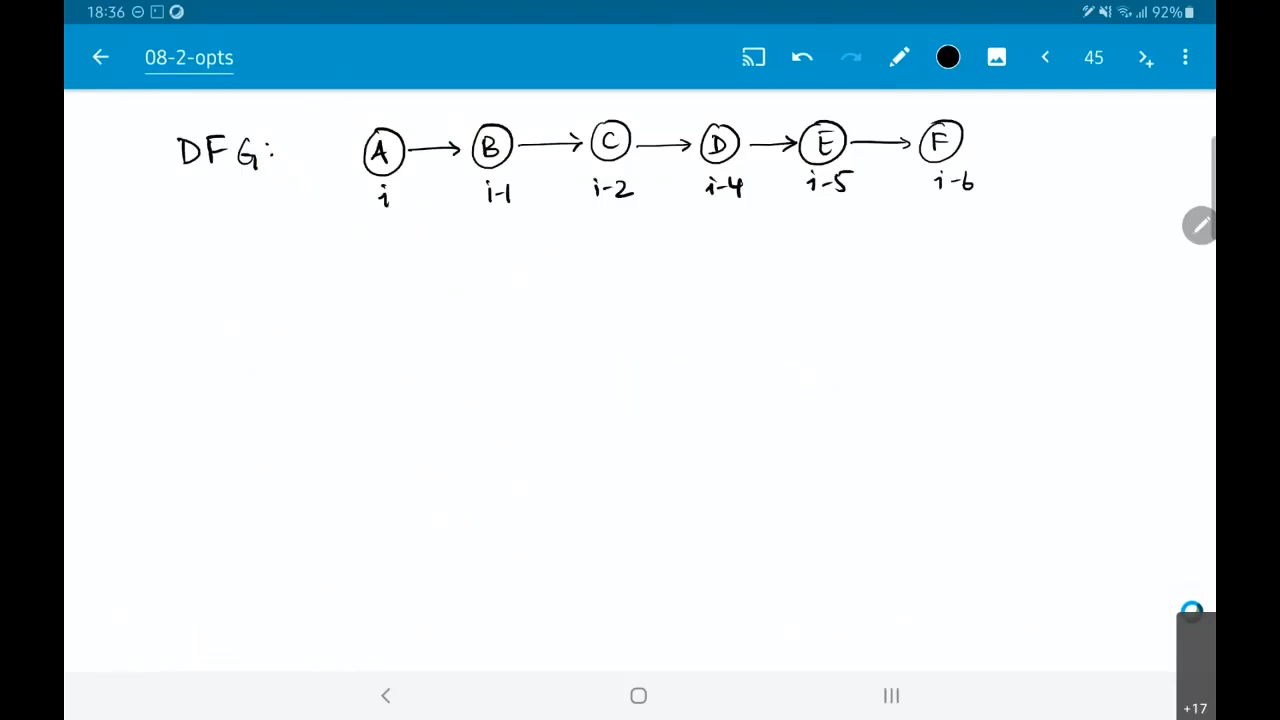 18:36 92%
08-2-opts 45
DFG: A → B → C → D → E → F
i i-1 i-2 i-4 i-5 i-6
+17